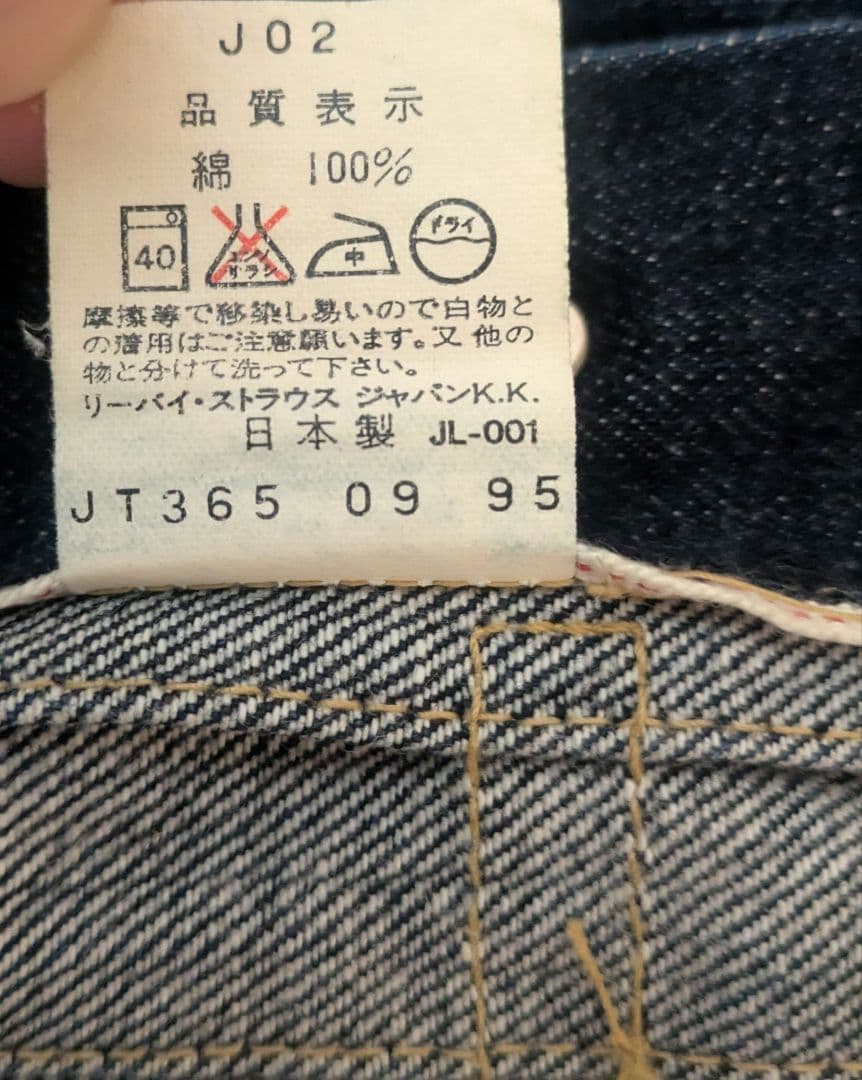 J02
品質表示
綿 100%
40 エンソサラシ 中 ドライ
摩擦等で移染し易いので白物と
の着用はご注意願います。又他の
物と分けて洗って下さい。
リーバイ・ストラウス ジャパンK.K.
日本製 JL-001
JT365 09 95